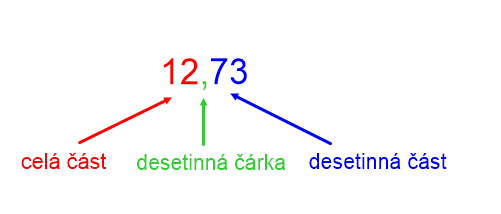 12,73
celá část desetinná čárka desetinná část